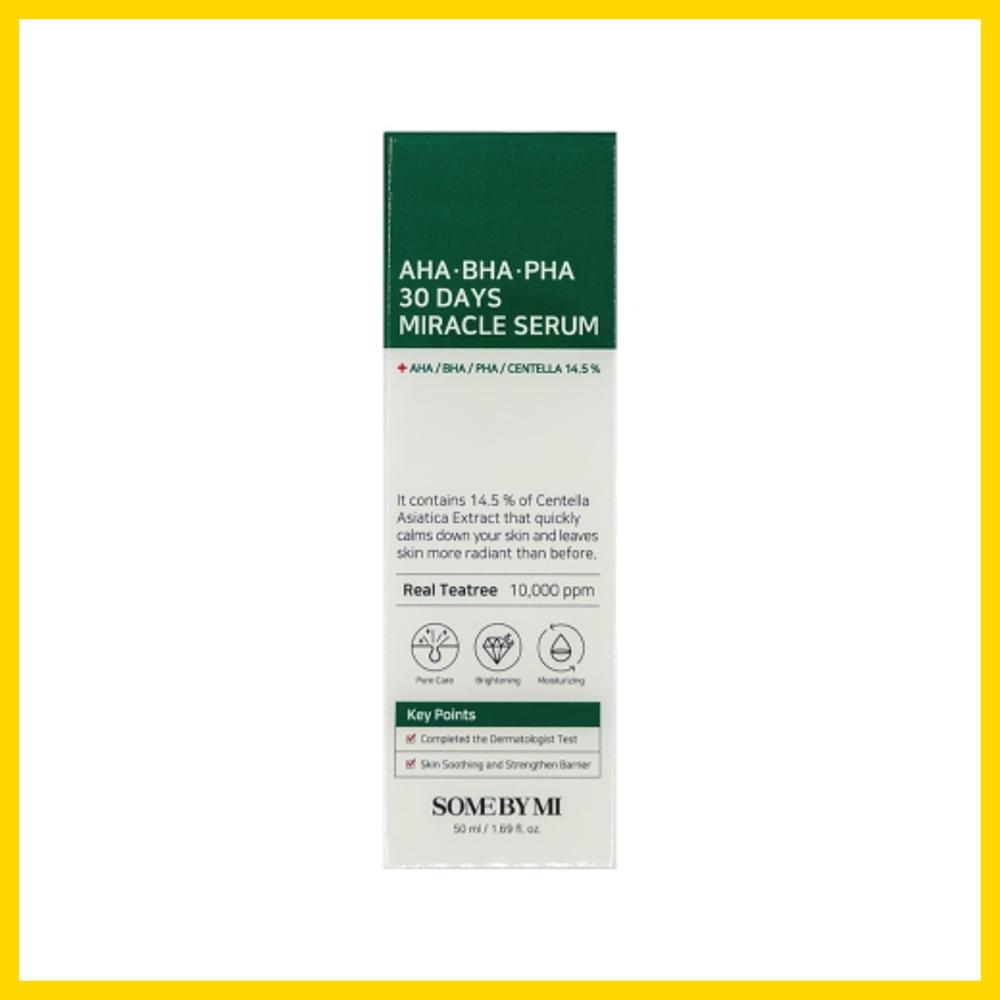 AHA·BHA·PHA
30 DAYS
MIRACLE SERUM
+ AHA / BHA / PHA / CENTELLA 14.5 %
It contains 14.5 % of Centella
Asiatica Extract that quickly
calms down your skin and leaves
skin more radiant than before.
Real Teatree 10,000 ppm
Pore Care Brightening Moisturizing
Key Points
Completed the Dermatologist Test
Skin Soothing and Strengthen Barrier
SOME BY MI
50 ml / 1.69 fl. oz.